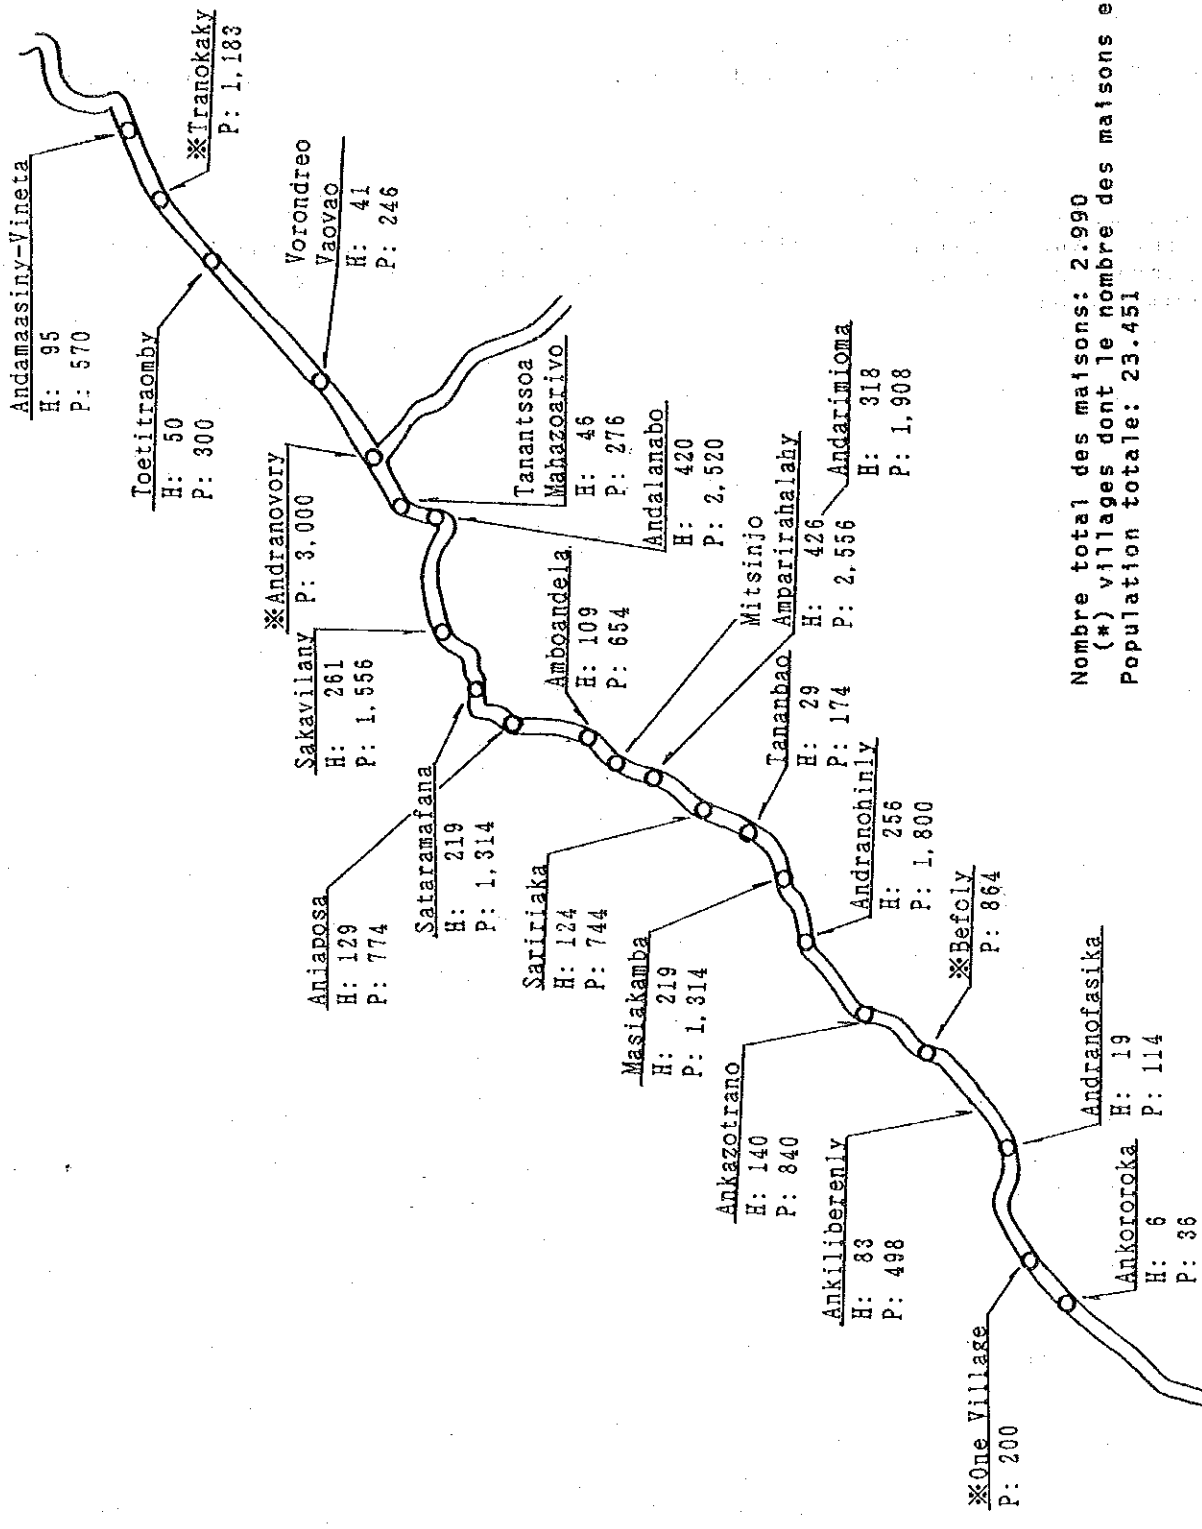 Andamaasiny-Vineta
H: 95
P: 570
※Tranokaky
P: 1,183
Toetitraomby
H: 50
P: 300
Vorondreo
Vaovao
H: 41
P: 246
※Andranovory
P: 3,000
Tanantssoa
Mahazoarivo
H: 46
P: 276
Andalanabo
H: 420
P: 2,520
Sakavilany
H: 261
P: 1,556
Aniaposa
H: 129
P: 774
Sataramafana
H: 219
P: 1,314
Amboandela
H: 109
P: 654
Mitsinjo
Amparirahalahy
H: 426
P: 2,556
Andarimioma
H: 318
P: 1,908
Saririaka
H: 124
P: 744
Tananbao
H: 29
P: 174
Masiakamba
H: 219
P: 1,314
Andranohinly
H: 256
P: 1,800
Ankazotrano
H: 140
P: 840
※Befoly
P: 864
Ankiliberenly
H: 83
P: 498
Andranofasika
H: 19
P: 114
※One Village
P: 200
Ankororoka
H: 6
P: 36
Nombre total des maisons: 2.990
(*) villages dont le nombre des maisons e
Population totale: 23.451